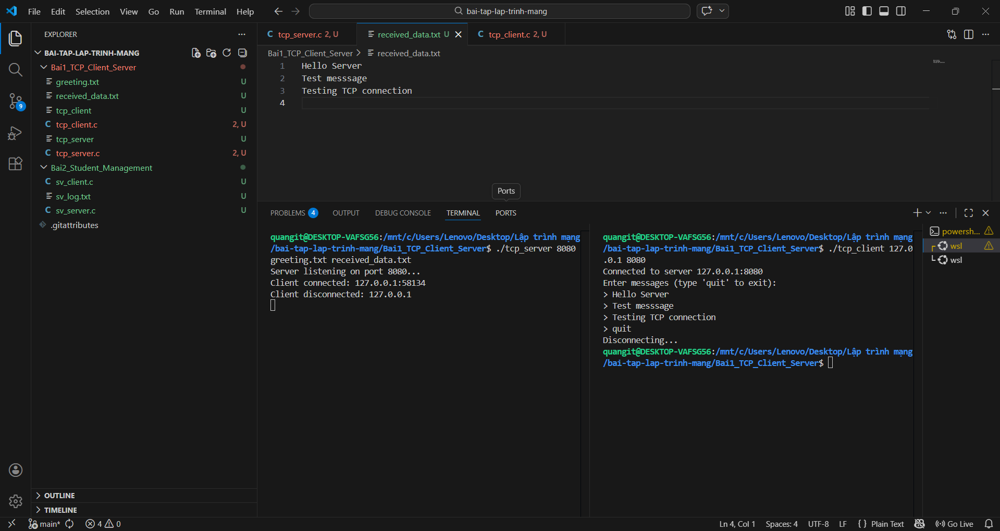 File Edit Selection View Go Run Terminal Help
bai-tap-lap-trinh-mang
EXPLORER
BAI-TAP-LAP-TRINH-MANG
Bai1_TCP_Client_Server
greeting.txt U
received_data.txt U
tcp_client U
C tcp_client.c 2, U
tcp_server U
C tcp_server.c 2, U
Bai2_Student_Management
C sv_client.c U
sv_log.txt U
C sv_server.c U
.gitattributes
9
OUTLINE
TIMELINE
C tcp_server.c 2, U received_data.txt U C tcp_client.c 2, U
Bai1_TCP_Client_Server > received_data.txt
1 Hello Server
2 Test messsage
3 Testing TCP connection
4
Ports
PROBLEMS 4 OUTPUT DEBUG CONSOLE TERMINAL PORTS
quangit@DESKTOP-VAFSG56:/mnt/c/Users/Lenovo/Desktop/Lập trình mạng
/bai-tap-lap-trinh-mang/Bai1_TCP_Client_Server$ ./tcp_server 8080
greeting.txt received_data.txt
Server listening on port 8080...
Client connected: 127.0.0.1:58134
Client disconnected: 127.0.0.1
quangit@DESKTOP-VAFSG56:/mnt/c/Users/Lenovo/Desktop/Lập trình mạng
/bai-tap-lap-trinh-mang/Bai1_TCP_Client_Server$ ./tcp_client 127.0
.0.1 8080
Connected to server 127.0.0.1:8080
Enter messages (type 'quit' to exit):
> Hello Server
> Test messsage
> Testing TCP connection
> quit
Disconnecting...
quangit@DESKTOP-VAFSG56:/mnt/c/Users/Lenovo/Desktop/Lập trình mạng
/bai-tap-lap-trinh-mang/Bai1_TCP_Client_Server$
powersh...
wsl
wsl
main* 4 0
Ln 4, Col 1 Spaces: 4 UTF-8 LF { } Plain Text Go Live